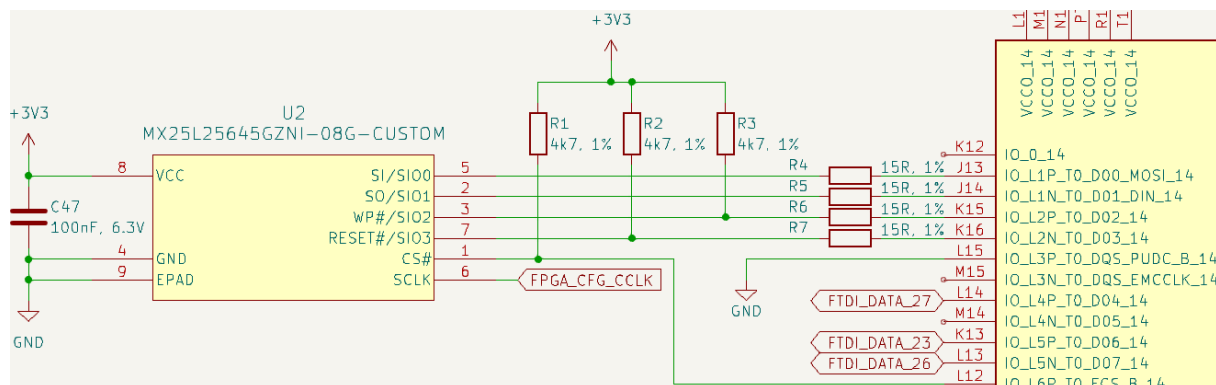 +3V3
L1
M1
N1
R1
T1
VCCO_14
VCCO_14
VCCO_14
VCCO_14
VCCO_14
VCCO_14
+3V3
U2
MX25L25645GZNI-08G-CUSTOM
8 VCC
4 GND
9 EPAD
SI/SIO0 5
SO/SIO1 2
WP#/SIO2 3
RESET#/SIO3 7
CS# 1
SCLK 6
C47
100nF, 6.3V
GND
R1
4k7, 1%
R2
4k7, 1%
R3
4k7, 1%
R4 15R, 1%
R5 15R, 1%
R6 15R, 1%
R7 15R, 1%
FPGA_CFG_CCLK
GND
FTDI_DATA_27
FTDI_DATA_23
FTDI_DATA_26
K12 IO_0_14
J13 IO_L1P_T0_D00_MOSI_14
J14 IO_L1N_T0_D01_DIN_14
K15 IO_L2P_T0_D02_14
K16 IO_L2N_T0_D03_14
L15 IO_L3P_T0_DQS_PUDC_B_14
M15 IO_L3N_T0_DQS_EMCCLK_14
L14 IO_L4P_T0_D04_14
M14 IO_L4N_T0_D05_14
K13 IO_L5P_T0_D06_14
L13 IO_L5N_T0_D07_14
L12 IO_L6P_T0_FCS_B_14